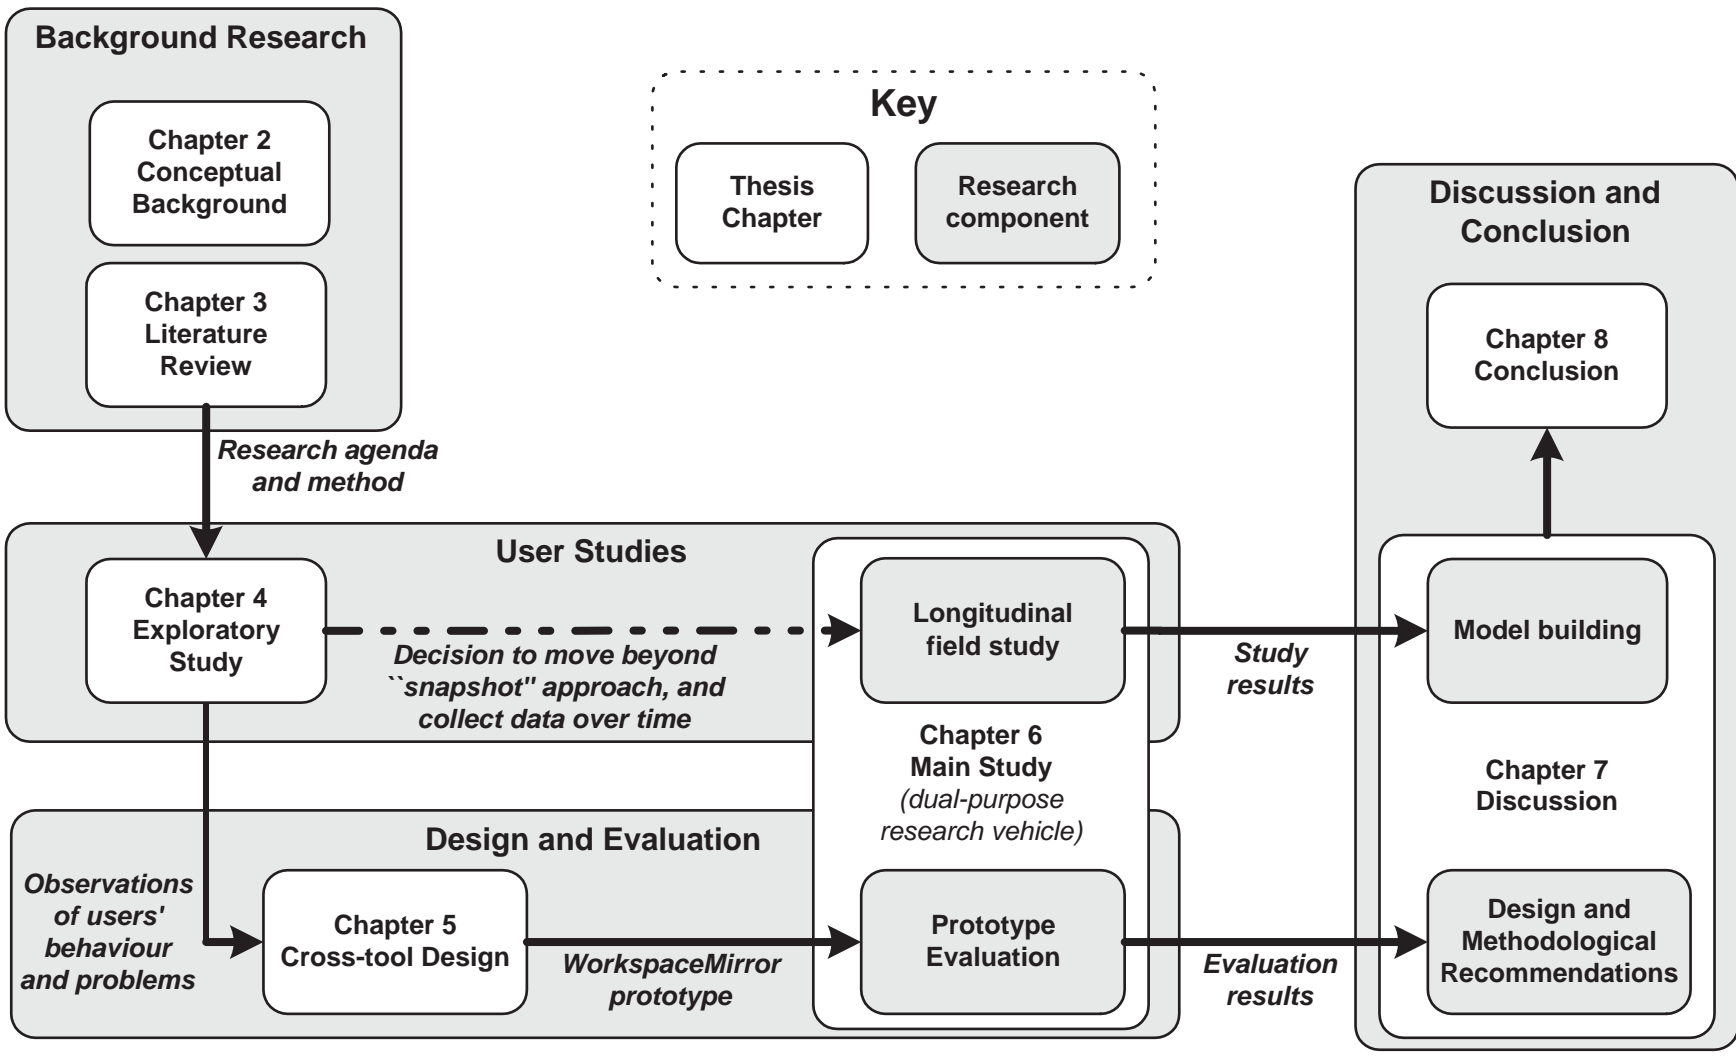 Background Research
Chapter 2
Conceptual
Background
Chapter 3
Literature
Review
Research agenda
and method
Key
Thesis
Chapter
Research
component
User Studies
Chapter 4
Exploratory
Study
Decision to move beyond
``snapshot" approach, and
collect data over time
Longitudinal
field study
Chapter 6
Main Study
(dual-purpose
research vehicle)
Study
results
Design and Evaluation
Observations
of users'
behaviour
and problems
Chapter 5
Cross-tool Design
WorkspaceMirror
prototype
Prototype
Evaluation
Evaluation
results
Discussion and
Conclusion
Chapter 8
Conclusion
Model building
Chapter 7
Discussion
Design and
Methodological
Recommendations